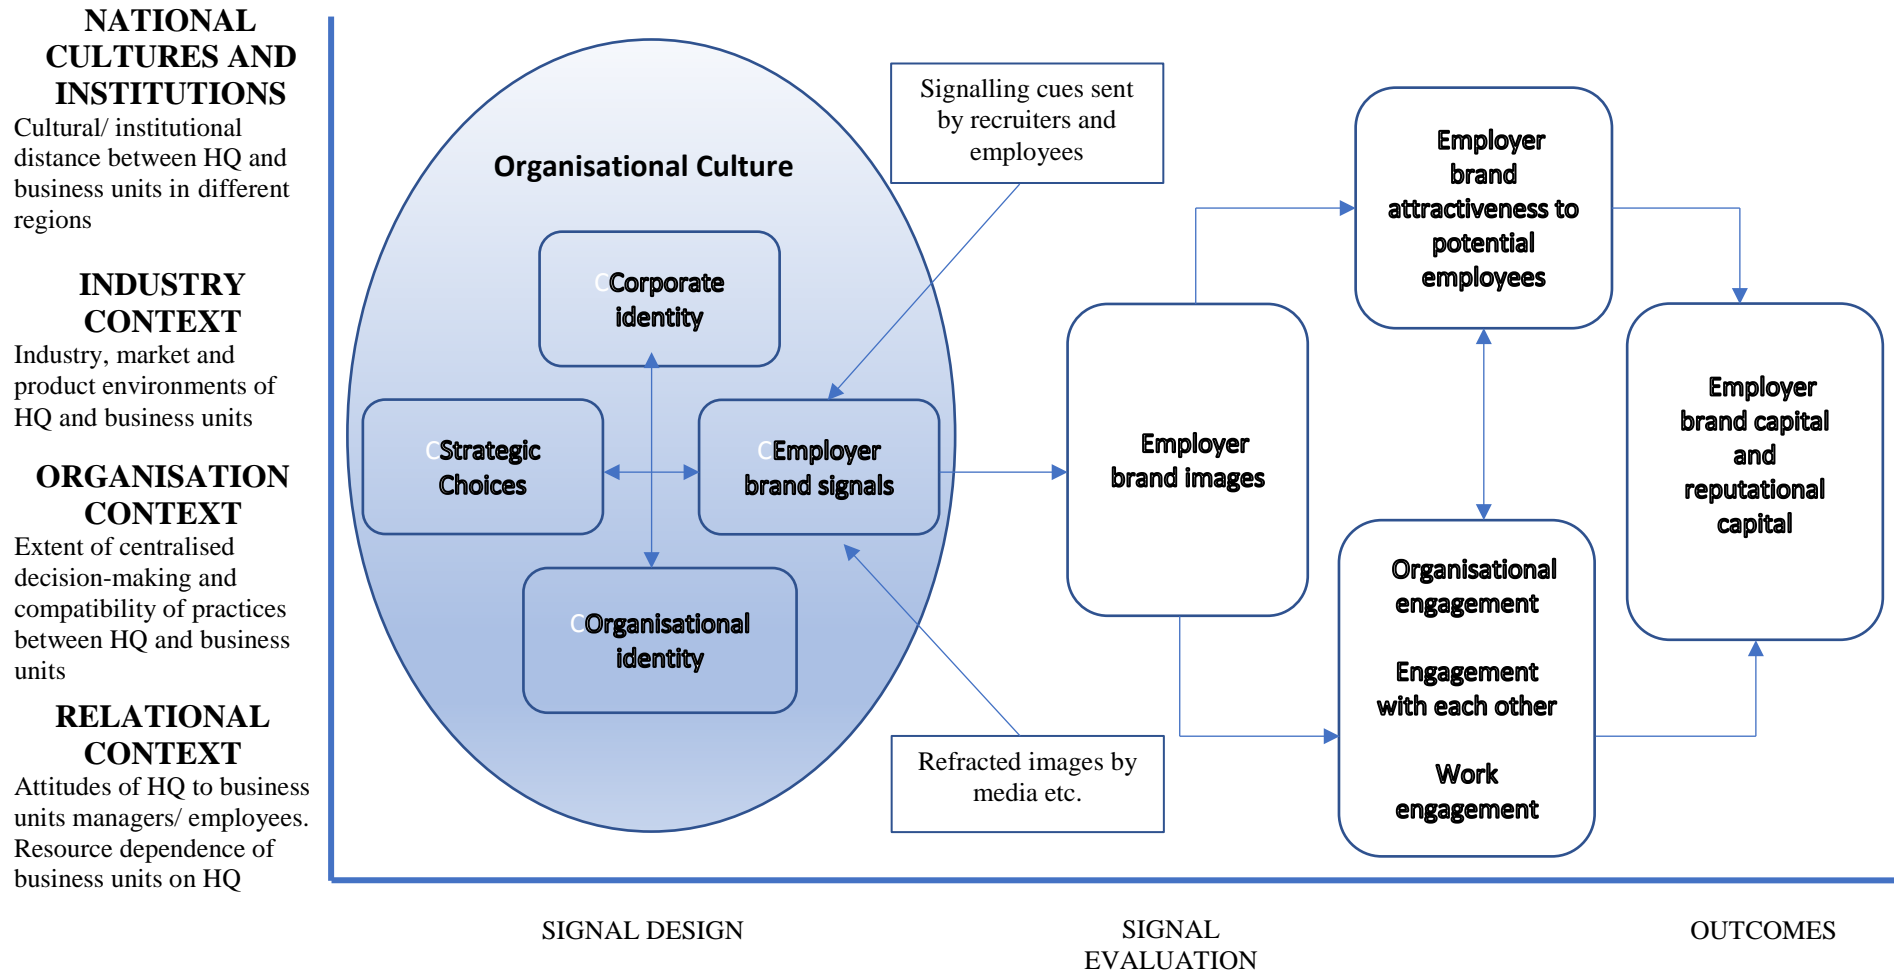 NATIONAL
CULTURES AND
INSTITUTIONS
Cultural/ institutional
distance between HQ and
business units in different
regions
INDUSTRY
CONTEXT
Industry, market and
product environments of
HQ and business units
ORGANISATION
CONTEXT
Extent of centralised
decision-making and
compatibility of practices
between HQ and business
units
RELATIONAL
CONTEXT
Attitudes of HQ to business
units managers/ employees.
Resource dependence of
business units on HQ
Organisational Culture
CCorporate
identity
CStrategic
Choices
CEmployer
brand signals
COrganisational
identity
Signalling cues sent
by recruiters and
employees
Refracted images by
media etc.
Employer
brand images
Employer
brand
attractiveness to
potential
employees
Organisational
engagement
Engagement
with each other
Work
engagement
Employer
brand capital
and
reputational
capital
SIGNAL DESIGN
SIGNAL
EVALUATION
OUTCOMES